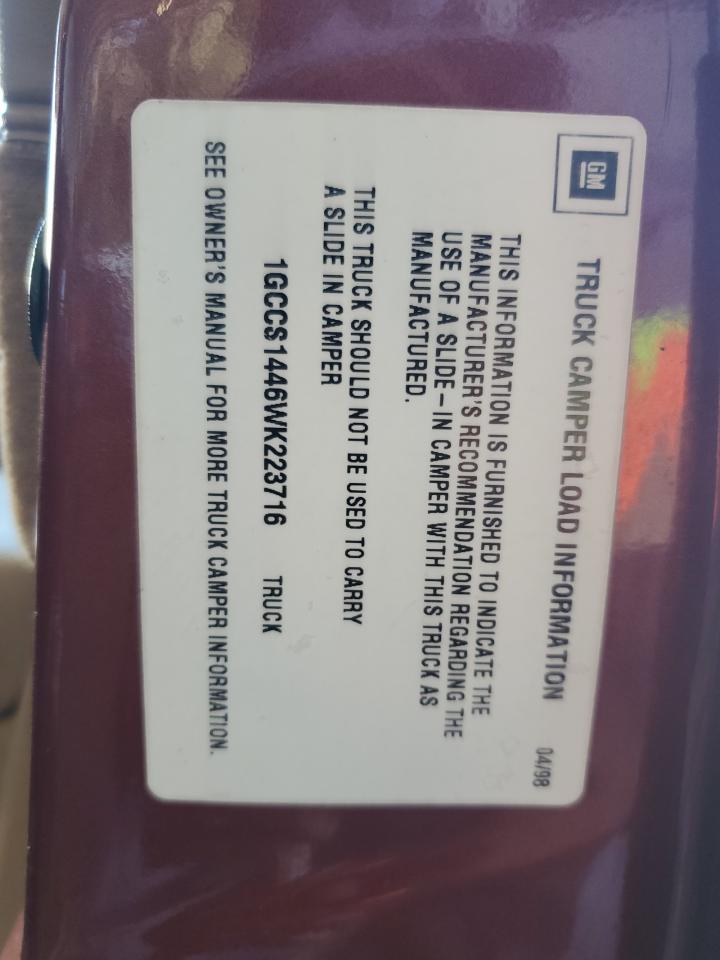 GM
TRUCK CAMPER LOAD INFORMATION
04/98
THIS INFORMATION IS FURNISHED TO INDICATE THE
MANUFACTURER'S RECOMMENDATION REGARDING THE
USE OF A SLIDE-IN CAMPER WITH THIS TRUCK AS
MANUFACTURED.
THIS TRUCK SHOULD NOT BE USED TO CARRY
A SLIDE IN CAMPER
1GCCS1446WK223716 TRUCK
SEE OWNER'S MANUAL FOR MORE TRUCK CAMPER INFORMATION.